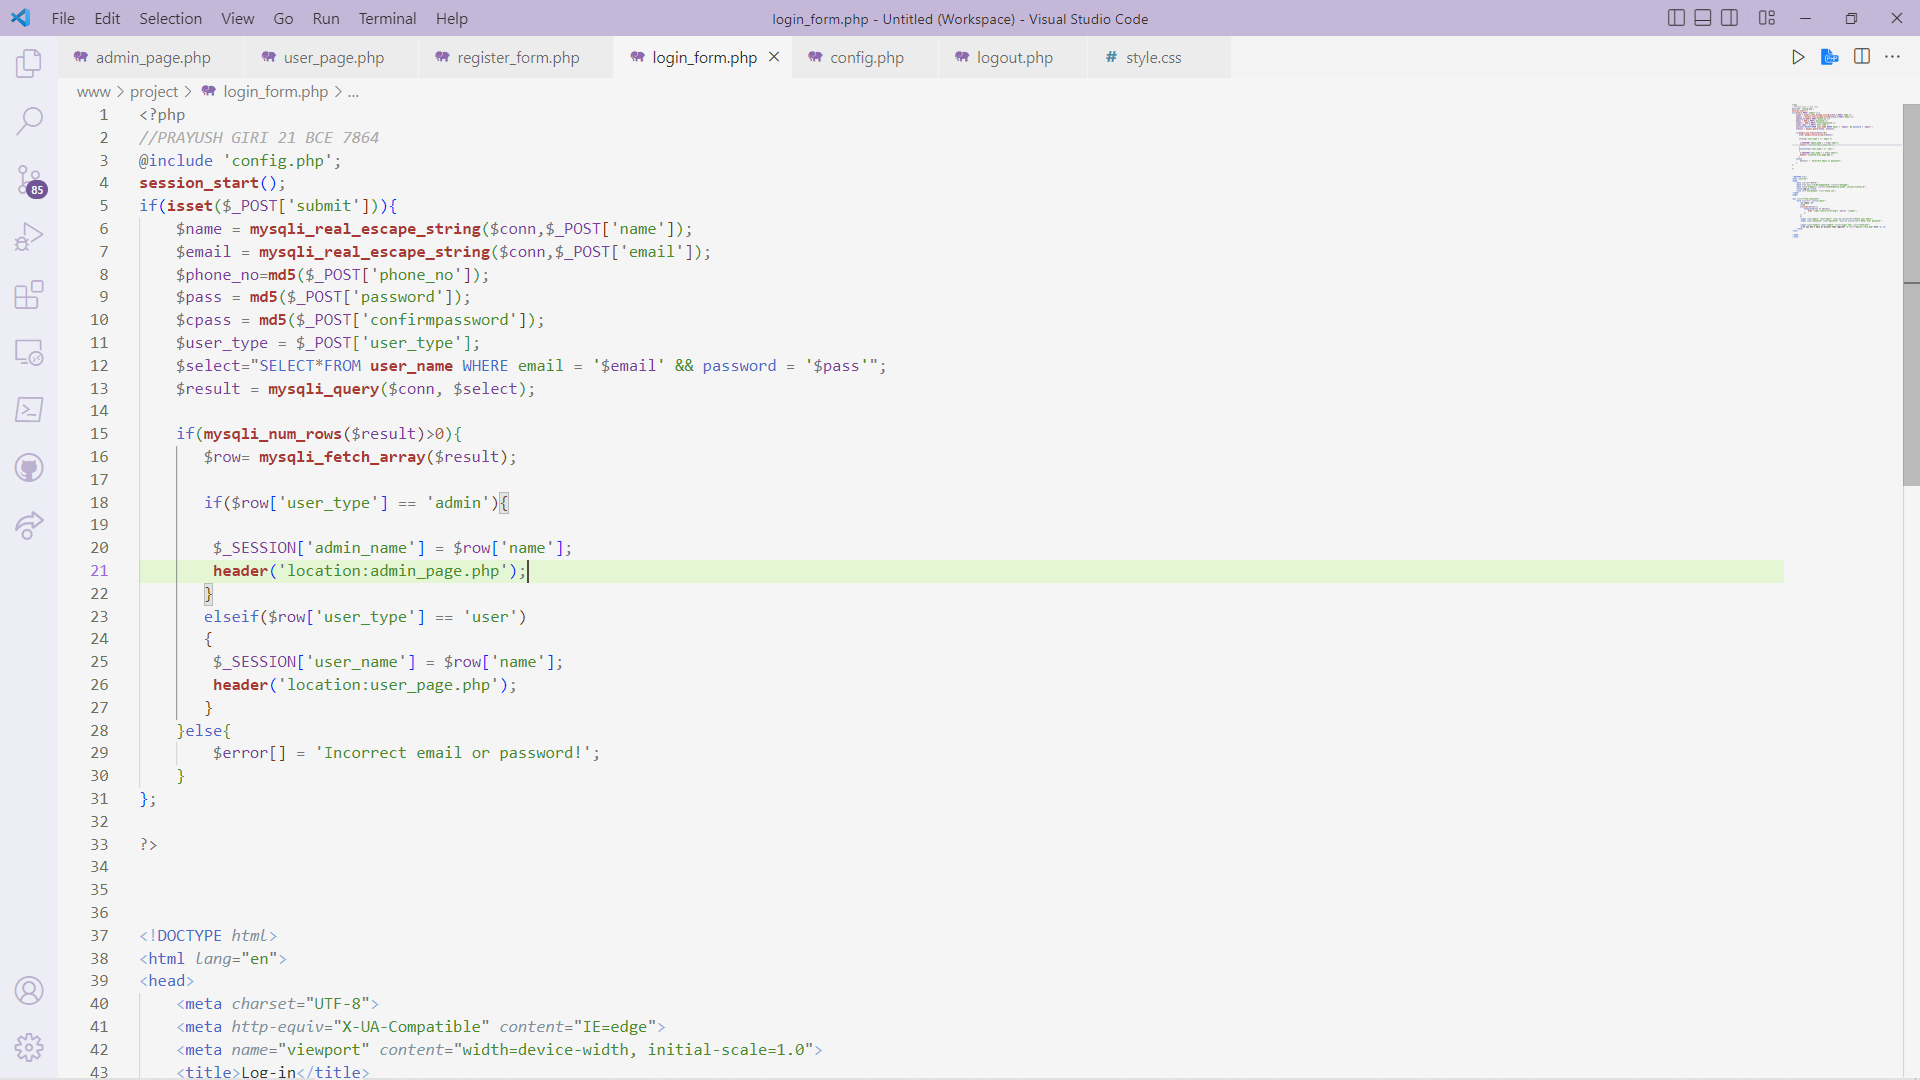 File Edit Selection View Go Run Terminal Help
login_form.php - Untitled (Workspace) - Visual Studio Code
admin_page.php user_page.php register_form.php login_form.php config.php logout.php # style.css
www > project > login_form.php > ...
1 <?php
2 //PRAYUSH GIRI 21 BCE 7864
3 @include 'config.php';
4 session_start();
5 if(isset($_POST['submit'])){
6 $name = mysqli_real_escape_string($conn,$_POST['name']);
7 $email = mysqli_real_escape_string($conn,$_POST['email']);
8 $phone_no=md5($_POST['phone_no']);
9 $pass = md5($_POST['password']);
10 $cpass = md5($_POST['confirmpassword']);
11 $user_type = $_POST['user_type'];
12 $select="SELECT*FROM user_name WHERE email = '$email' && password = '$pass'";
13 $result = mysqli_query($conn, $select);
14
15 if(mysqli_num_rows($result)>0){
16 $row= mysqli_fetch_array($result);
17
18 if($row['user_type'] == 'admin'){
19
20 $_SESSION['admin_name'] = $row['name'];
21 header('location:admin_page.php');
22 }
23 elseif($row['user_type'] == 'user')
24 {
25 $_SESSION['user_name'] = $row['name'];
26 header('location:user_page.php');
27 }
28 }else{
29 $error[] = 'Incorrect email or password!';
30 }
31 };
32
33 ?>
34
35
36
37 <!DOCTYPE html>
38 <html lang="en">
39 <head>
40 <meta charset="UTF-8">
41 <meta http-equiv="X-UA-Compatible" content="IE=edge">
42 <meta name="viewport" content="width=device-width, initial-scale=1.0">
43 <title>Log-in</title>
85